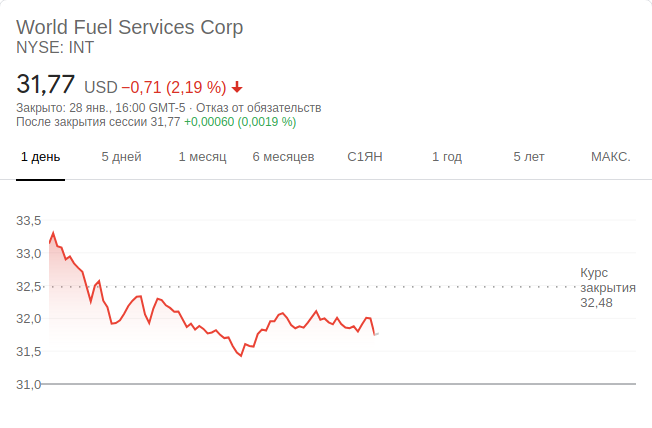 World Fuel Services Corp
NYSE: INT
31,77 USD −0,71 (2,19 %)
Закрыто: 28 янв., 16:00 GMT-5 · Отказ от обязательств
После закрытия сессии 31,77 +0,00060 (0,0019 %)
1 день 5 дней 1 месяц 6 месяцев С1ЯН 1 год 5 лет МАКС.
33,5
33,0
32,5
32,0
31,5
31,0
Курс
закрытия
32,48